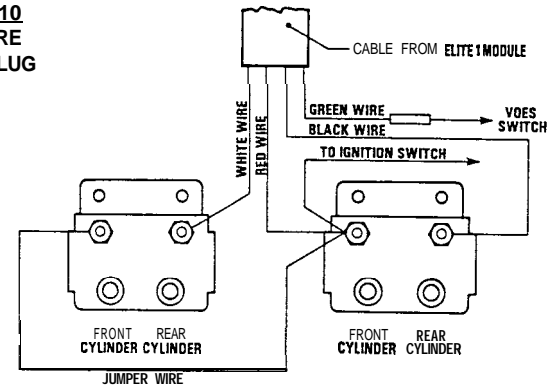 10
RE
LUG
CABLE FROM ELITE 1 MODULE
GREEN WIRE
VOES
SWITCH
BLACK WIRE
WHITE WIRE
RED WIRE
TO IGNITION SWITCH
FRONT REAR
CYLINDER CYLINDER
FRONT REAR
CYLINDER CYLINDER
JUMPER WIRE